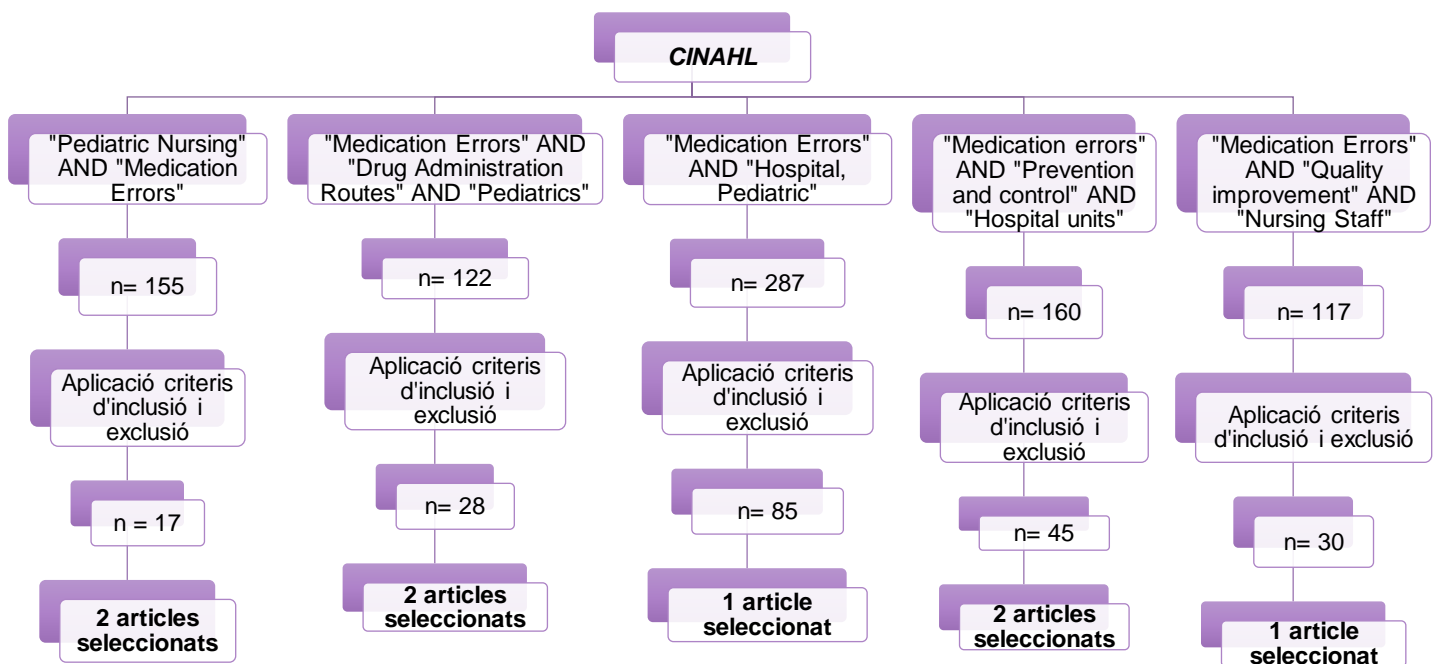 CINAHL
"Pediatric Nursing"
AND "Medication
Errors"
n= 155
Aplicació criteris
d'inclusió i
exclusió
n = 17
2 articles
seleccionats
"Medication Errors" AND
"Drug Administration
Routes" AND "Pediatrics"
n= 122
Aplicació criteris
d'inclusió i
exclusió
n= 28
2 articles
seleccionats
"Medication Errors"
AND "Hospital,
Pediatric"
n= 287
Aplicació criteris
d'inclusió i
exclusió
n= 85
1 article
seleccionat
"Medication errors"
AND "Prevention
and control" AND
"Hospital units"
n= 160
Aplicació criteris
d'inclusió i
exclusió
n= 45
2 articles
seleccionats
"Medication Errors"
AND "Quality
improvement" AND
"Nursing Staff"
n= 117
Aplicació criteris
d'inclusió i exclusió
n= 30
1 article
seleccionat